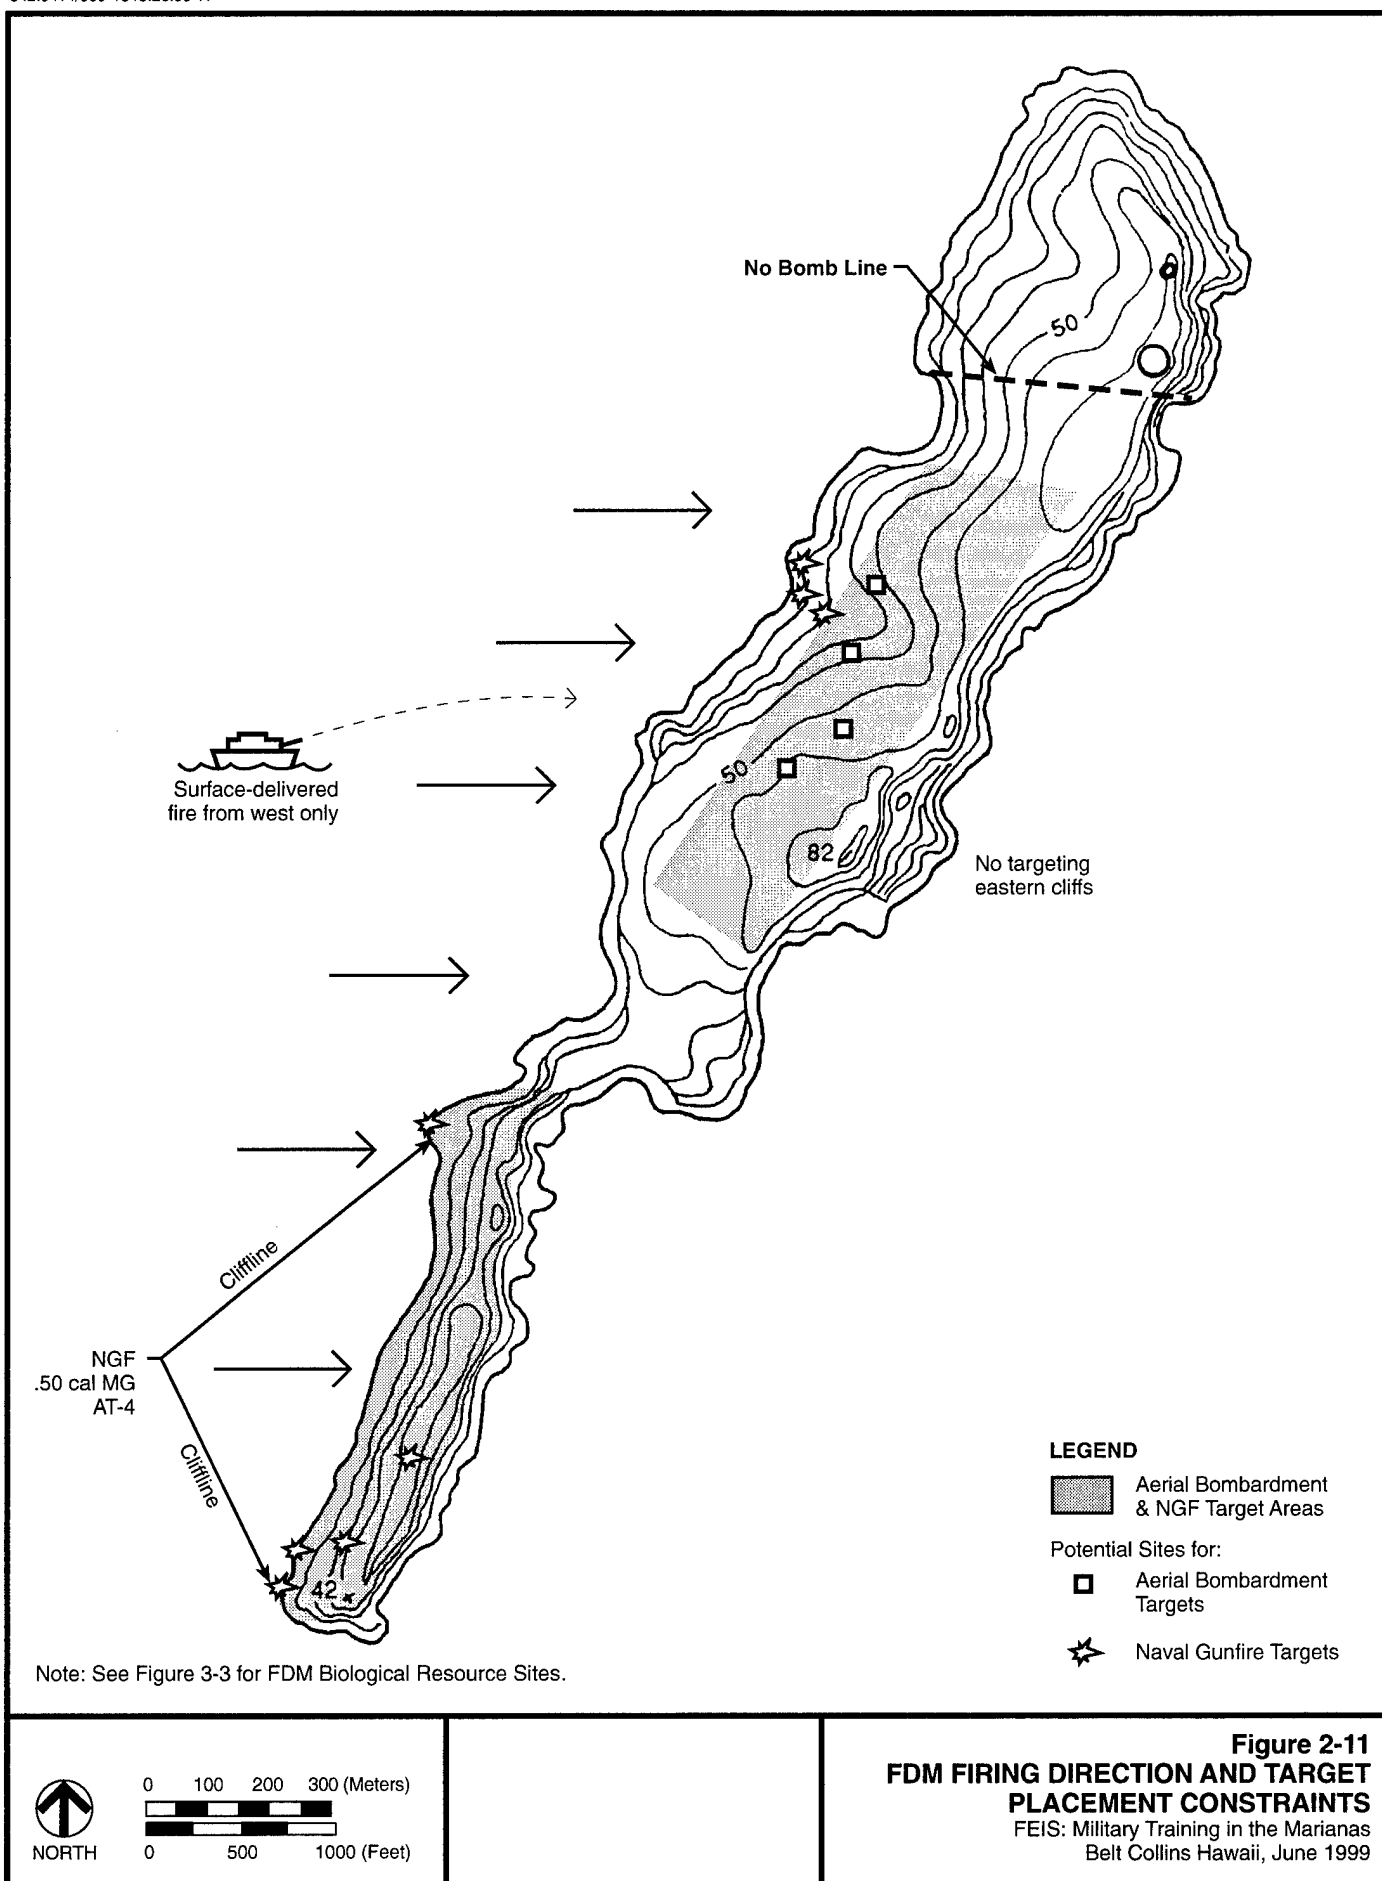 No Bomb Line
50
Surface-delivered
fire from west only
50
82
No targeting
eastern cliffs
Cliffline
NGF
.50 cal MG
AT-4
Cliffline
42
LEGEND
Aerial Bombardment
& NGF Target Areas
Potential Sites for:
Aerial Bombardment
Targets
Naval Gunfire Targets
Note: See Figure 3-3 for FDM Biological Resource Sites.
NORTH
0 100 200 300 (Meters)
0 500 1000 (Feet)
Figure 2-11
FDM FIRING DIRECTION AND TARGET
PLACEMENT CONSTRAINTS
FEIS: Military Training in the Marianas
Belt Collins Hawaii, June 1999